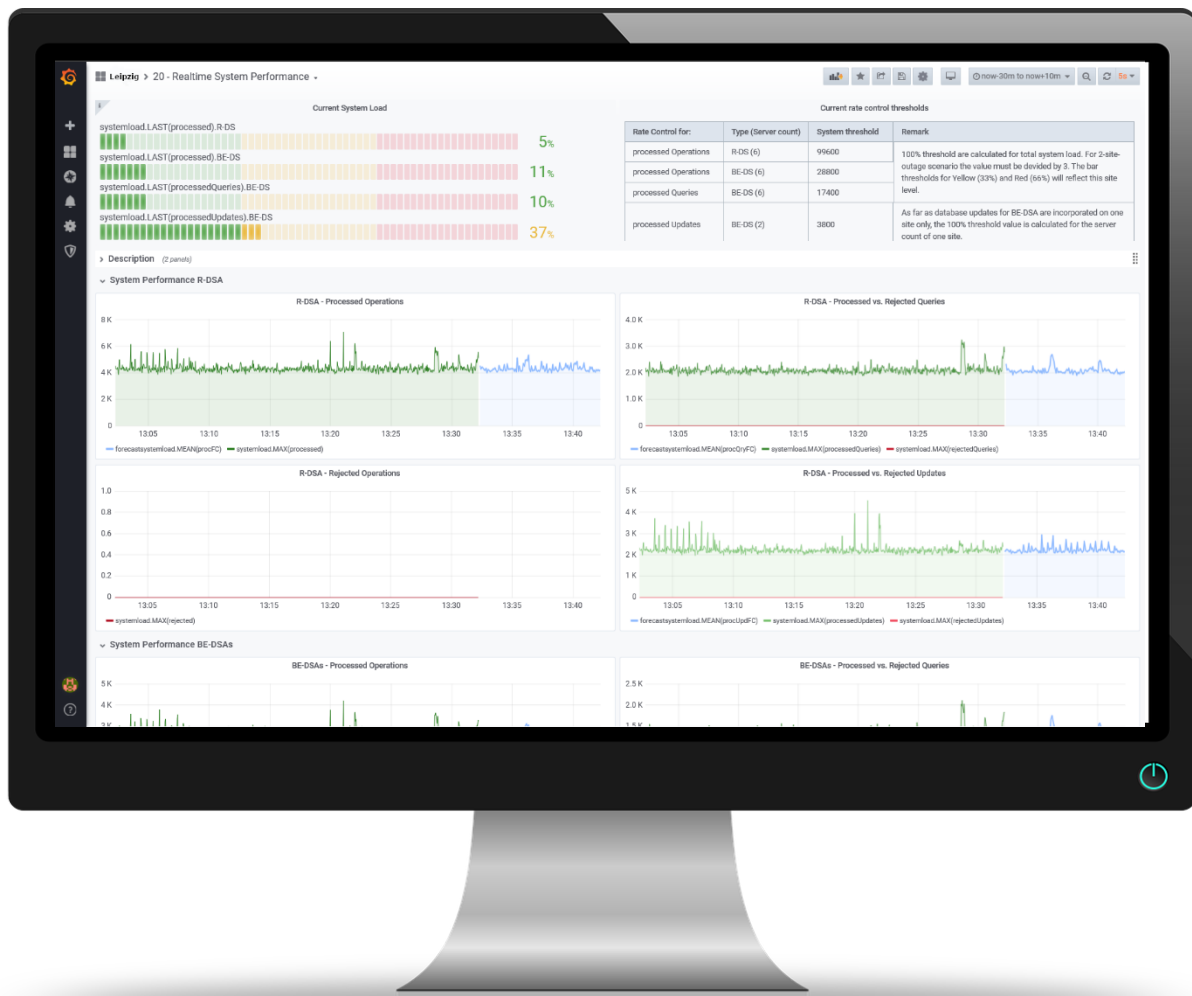 Leipzig > 20 - Realtime System Performance
now-30m to now+10m
5s
Current System Load
systemload.LAST(processed).R-DS
5%
systemload.LAST(processed).BE-DS
11%
systemload.LAST(processedQueries).BE-DS
10%
systemload.LAST(processedUpdates).BE-DS
37%
Current rate control thresholds
Rate Control for: Type (Server count) System threshold Remark
processed Operations R-DS (6) 99600
processed Operations BE-DS (6) 28800
processed Queries BE-DS (6) 17400
100% threshold are calculated for total system load. For 2-site-
outage scenario the value must be devided by 3. The bar
thresholds for Yellow (33%) and Red (66%) will reflect this site
level.
processed Updates BE-DS (2) 3800
As far as database updates for BE-DSA are incorporated on one
site only, the 100% threshold value is calculated for the server
count of one site.
Description (2 panels)
System Performance R-DSA
R-DSA - Processed Operations
8 K
6 K
4 K
2 K
0
13:05 13:10 13:15 13:20 13:25 13:30 13:35 13:40
forecastsystemload.MEAN(procFC) systemload.MAX(processed)
R-DSA - Processed vs. Rejected Queries
4.0 K
3.0 K
2.0 K
1.0 K
0
13:05 13:10 13:15 13:20 13:25 13:30 13:35 13:40
forecastsystemload.MEAN(procQryFC) systemload.MAX(processedQueries) systemload.MAX(rejectedQueries)
R-DSA - Rejected Operations
1.0
0.8
0.6
0.4
0.2
0
13:05 13:10 13:15 13:20 13:25 13:30 13:35 13:40
systemload.MAX(rejected)
R-DSA - Processed vs. Rejected Updates
5 K
4 K
3 K
2 K
1 K
0
13:05 13:10 13:15 13:20 13:25 13:30 13:35 13:40
forecastsystemload.MEAN(procUpdFC) systemload.MAX(processedUpdates) systemload.MAX(rejectedUpdates)
System Performance BE-DSAs
BE-DSAs - Processed Operations
5 K
4 K
3 K
BE-DSAs - Processed vs. Rejected Queries
2.5 K
2.0 K
1.5 K